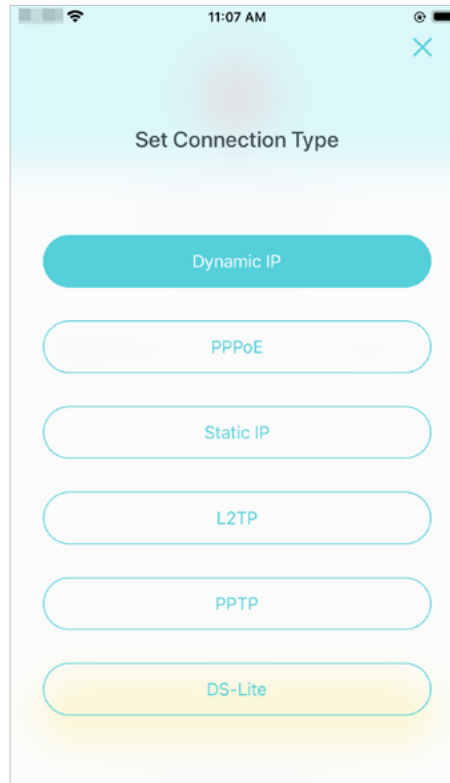 11:07 AM
Set Connection Type
Dynamic IP
PPPoE
Static IP
L2TP
PPTP
DS-Lite